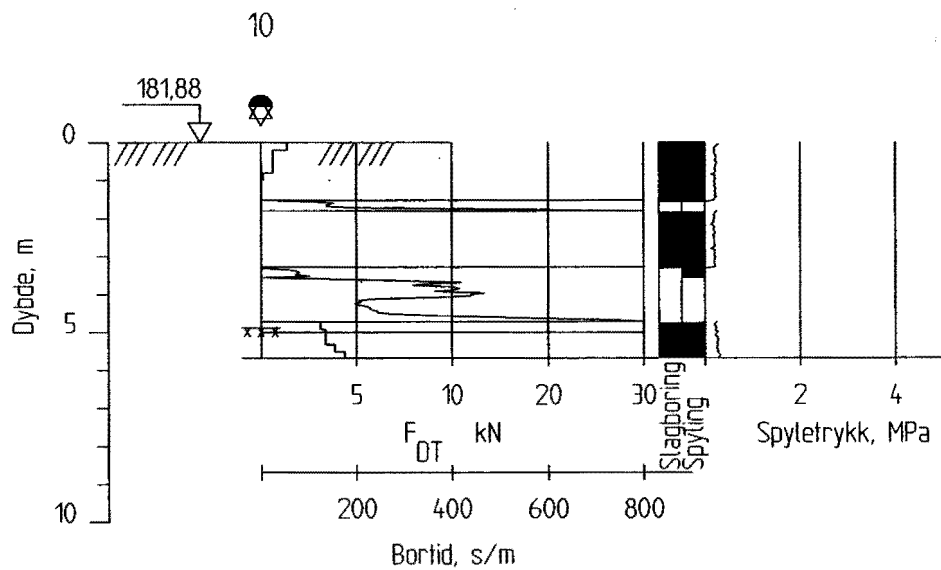 10
181,88
0
5
10
Dybde, m
x x x
5 10 20 30
F DT kN
Slagboring
Spyling
2 4
Spyletrykk, MPa
200 400 600 800
Bortid, s/m